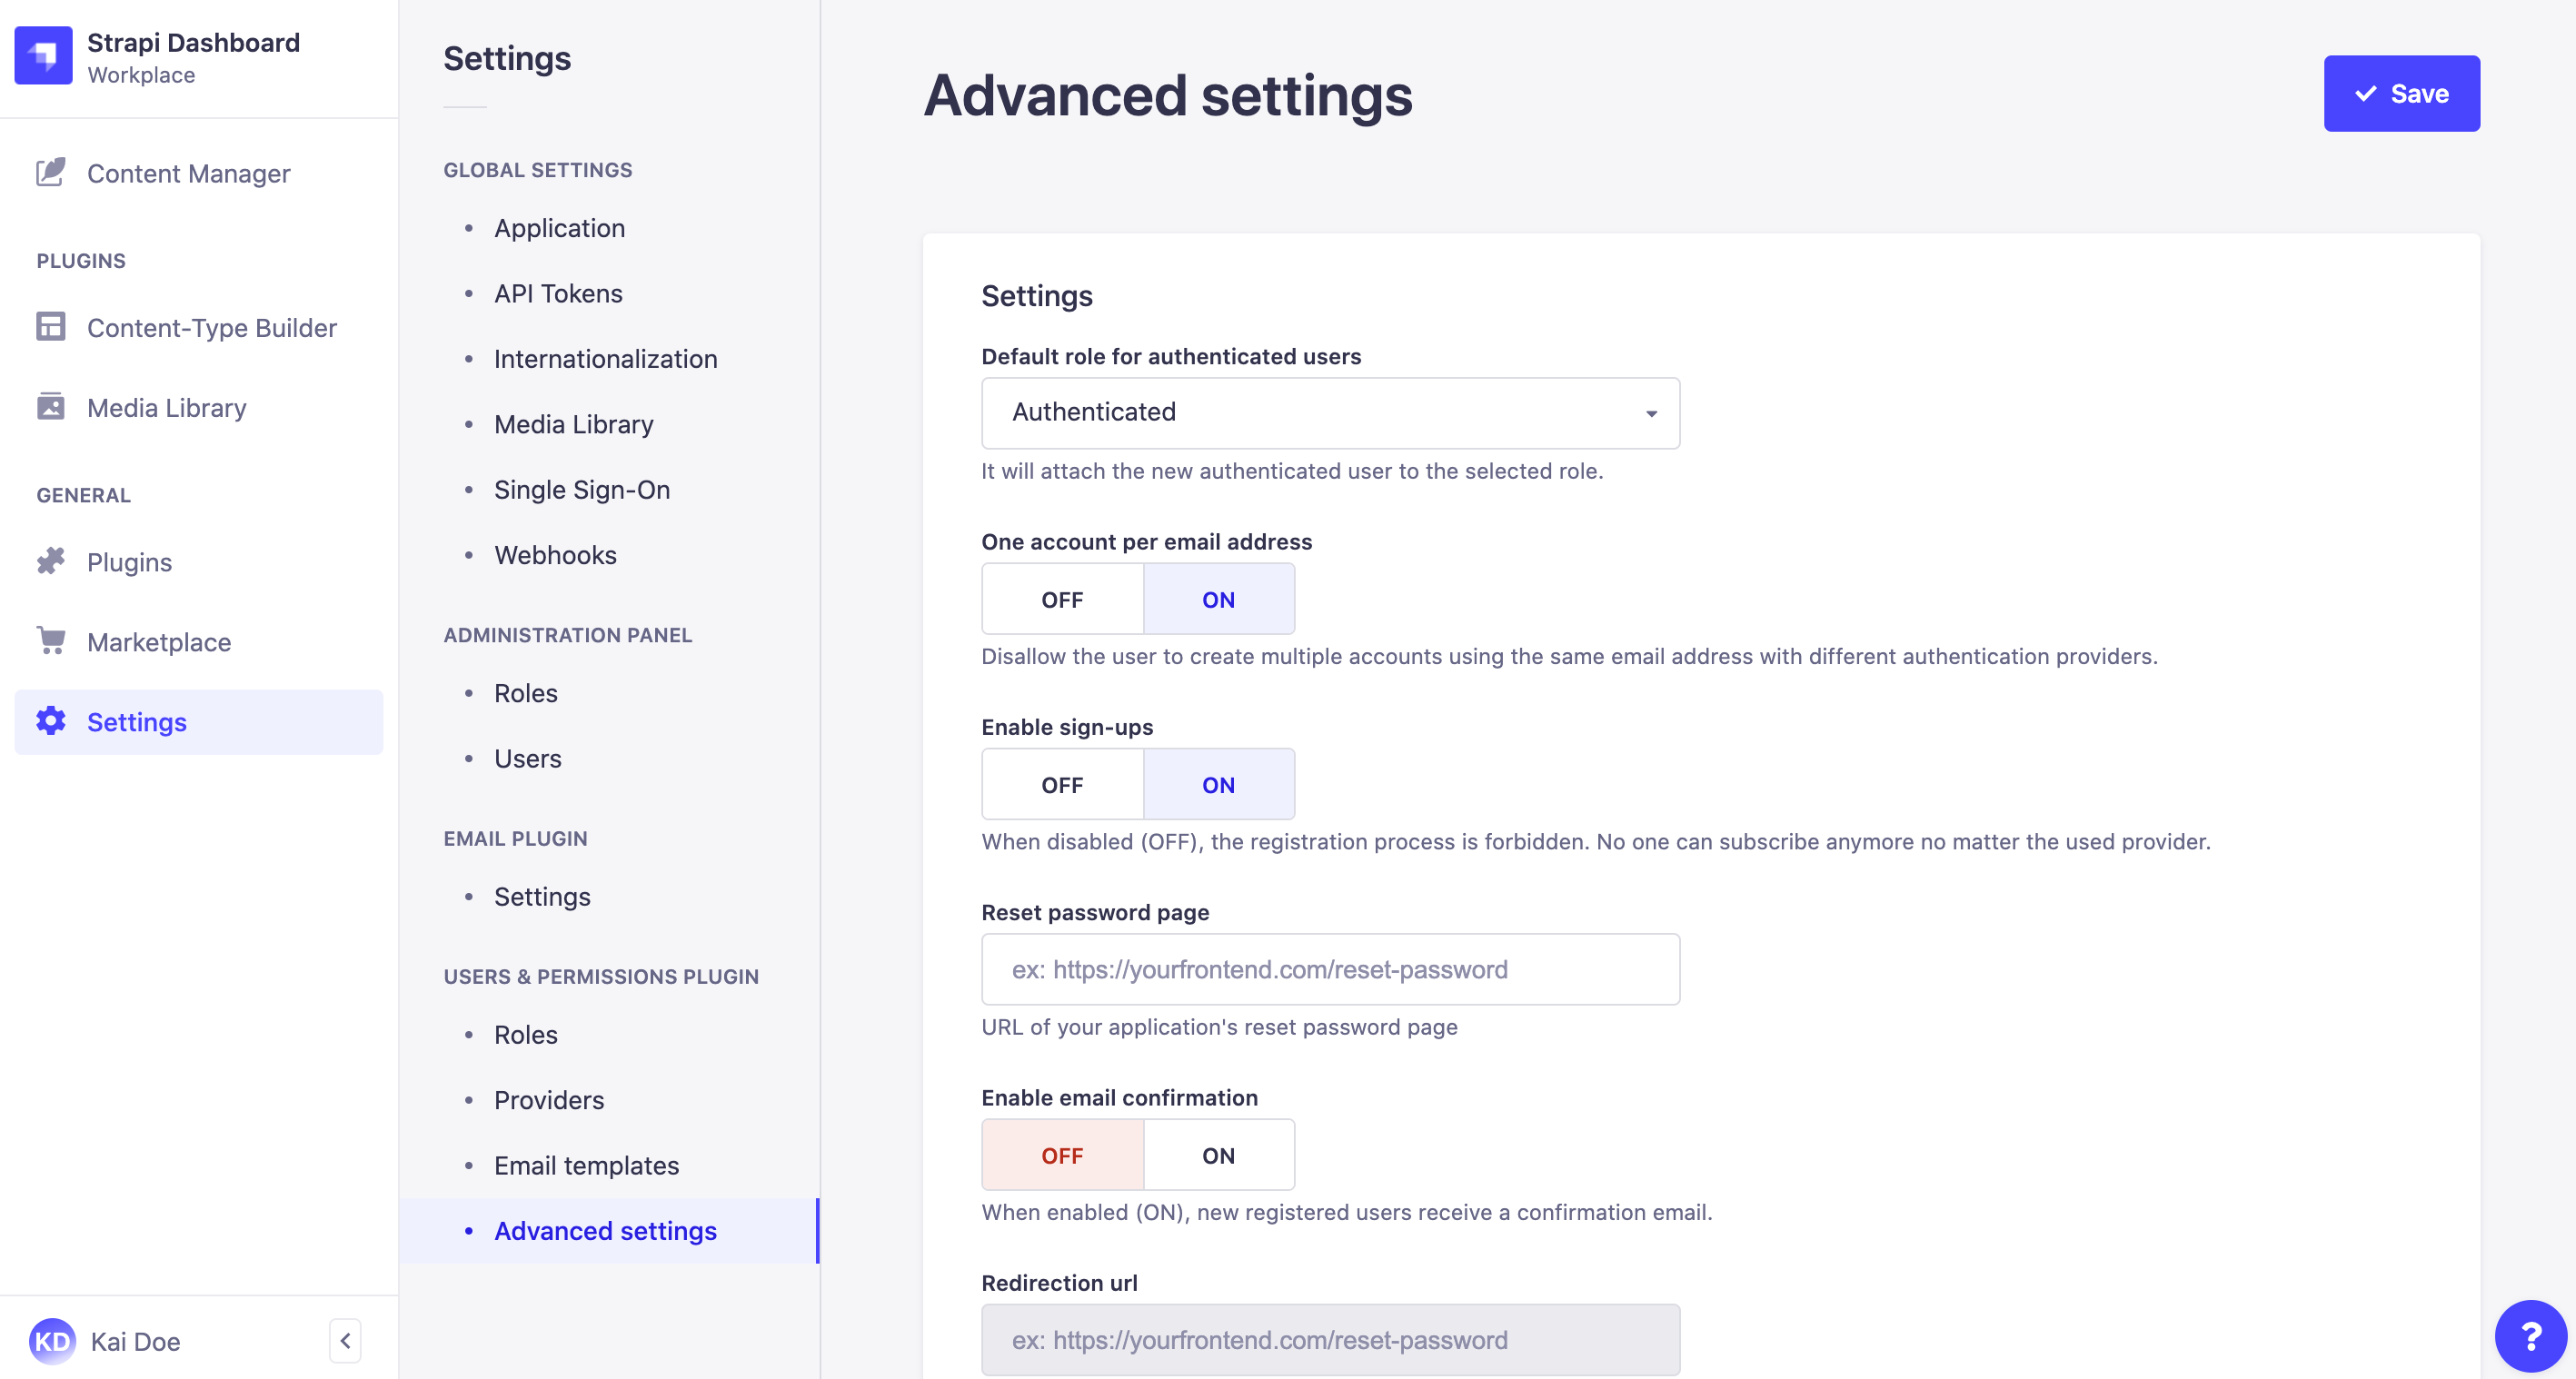 Strapi Dashboard
Workplace
Content Manager
PLUGINS
Content-Type Builder
Media Library
GENERAL
Plugins
Marketplace
Settings
KD Kai Doe
Settings
GLOBAL SETTINGS
Application
API Tokens
Internationalization
Media Library
Single Sign-On
Webhooks
ADMINISTRATION PANEL
Roles
Users
EMAIL PLUGIN
Settings
USERS & PERMISSIONS PLUGIN
Roles
Providers
Email templates
Advanced settings
Advanced settings
Save
Settings
Default role for authenticated users
Authenticated
It will attach the new authenticated user to the selected role.
One account per email address
OFF ON
Disallow the user to create multiple accounts using the same email address with different authentication providers.
Enable sign-ups
OFF ON
When disabled (OFF), the registration process is forbidden. No one can subscribe anymore no matter the used provider.
Reset password page
ex: https://yourfrontend.com/reset-password
URL of your application's reset password page
Enable email confirmation
OFF ON
When enabled (ON), new registered users receive a confirmation email.
Redirection url
ex: https://yourfrontend.com/reset-password
?